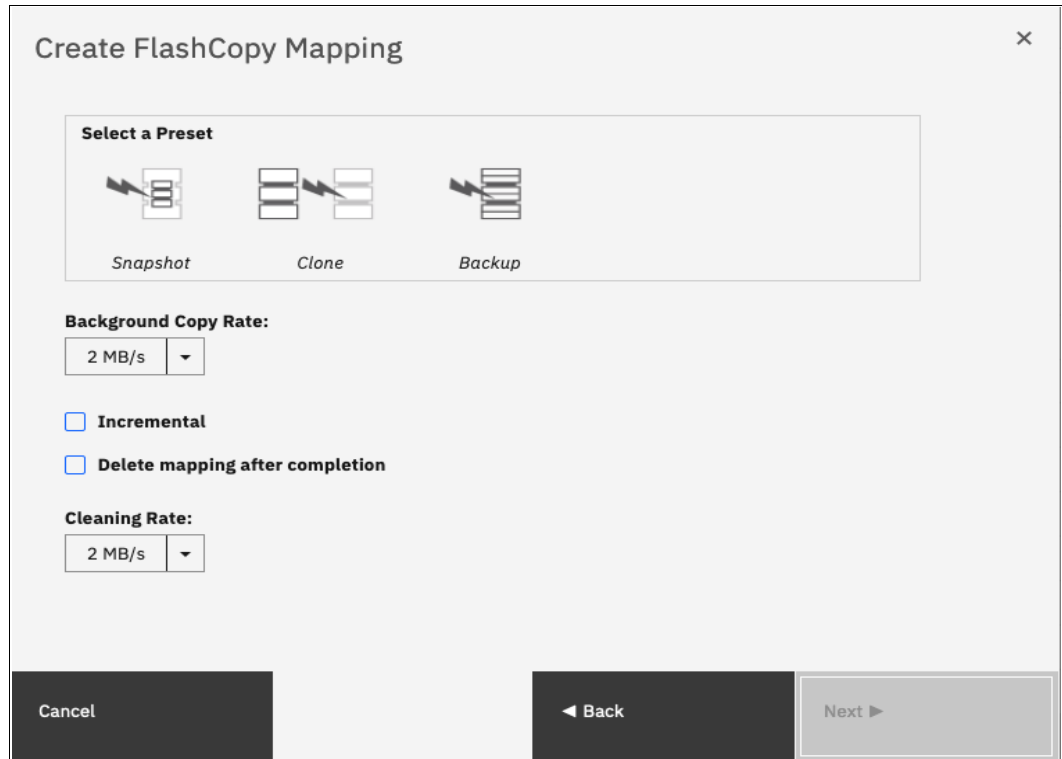 Create FlashCopy Mapping
Select a Preset
Snapshot Clone Backup
Background Copy Rate:
2 MB/s
Incremental
Delete mapping after completion
Cleaning Rate:
2 MB/s
Cancel Back Next